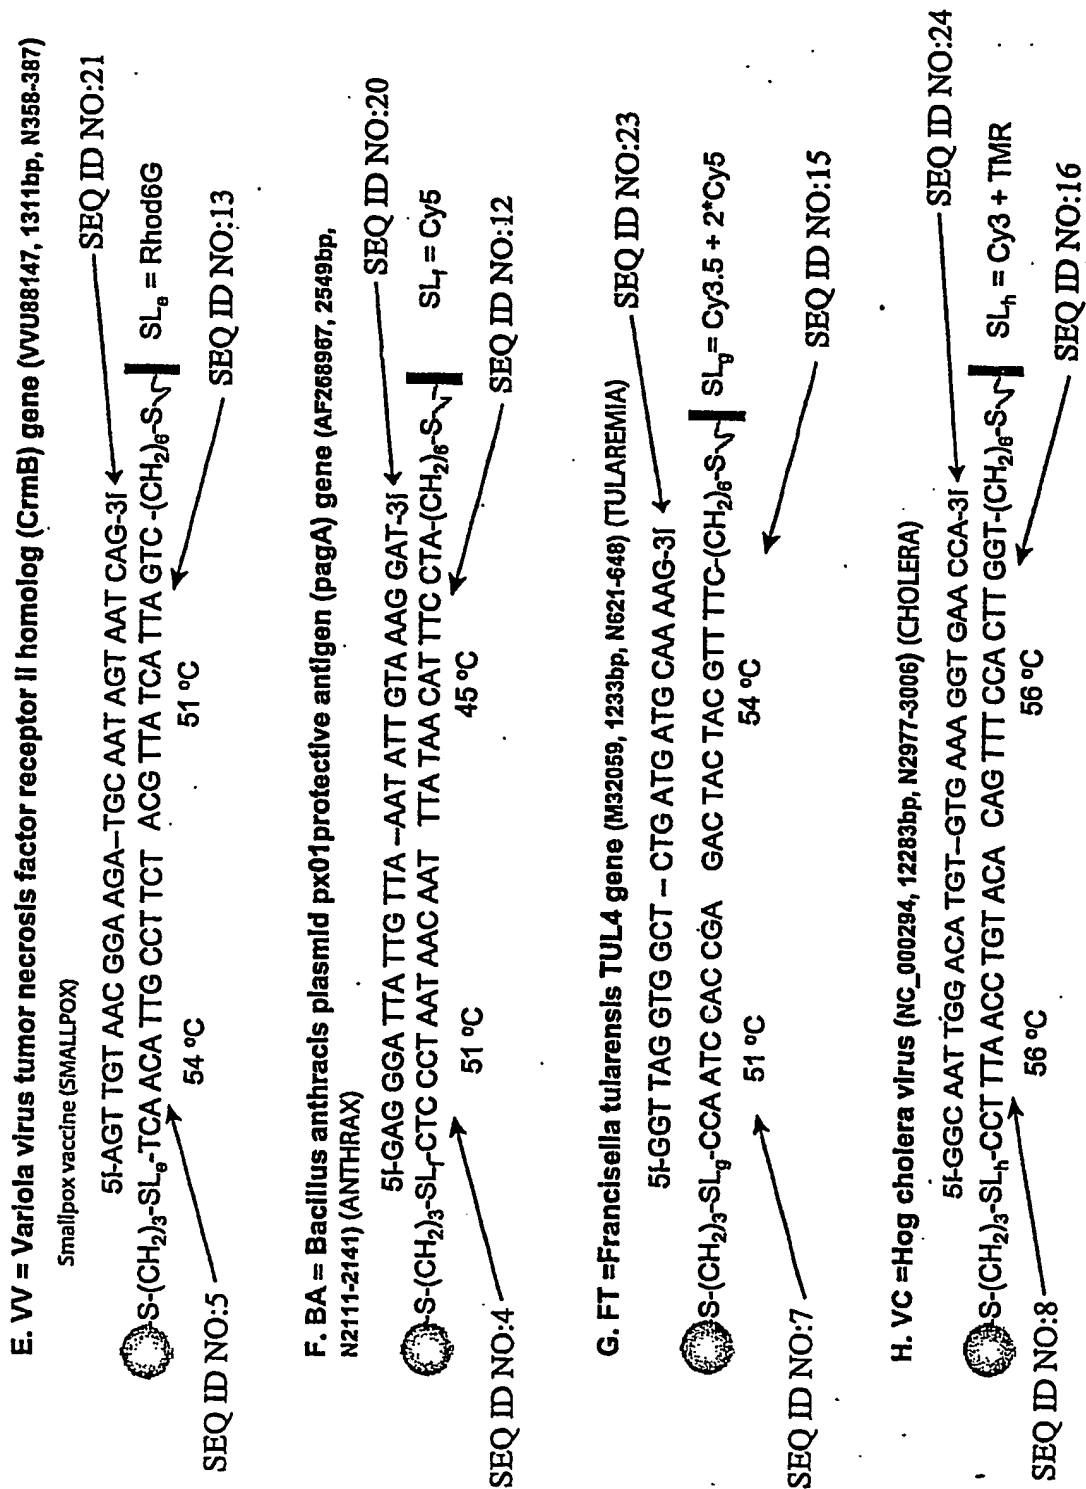 E. VV = Variola virus tumor necrosis factor receptor II homolog (CrmB) gene (VVU88147, 1311bp, N358-387)
Smallpox vaccine (SMALLPOX)
SEQ ID NO:21
5I-AGT TGT AAC GGA AGA--TGC AAT AGT AAT CAG-3I
-S-(CH2)3-SLe-TCA ACA TTG CCT TCT ACG TTA TCA TTA GTC -(CH2)6-S SLe = Rhod6G
54 ºC 51 ºC
SEQ ID NO:5
SEQ ID NO:13
F. BA = Bacillus anthracis plasmid px01protective antigen (pagA) gene (AF268967, 2549bp,
N2111-2141) (ANTHRAX)
SEQ ID NO:20
5I-GAG GGA TTA TTG TTA --AAT ATT GTA AAG GAT-3I
-S-(CH2)3-SLf-CTC CCT AAT AAC AAT TTA TAA CAT TTC CTA-(CH2)6-S SLf = Cy5
51 ºC 45 ºC
SEQ ID NO:4
SEQ ID NO:12
G. FT =Francisella tularensis TUL4 gene (M32059, 1233bp, N621-648) (TULAREMIA)
SEQ ID NO:23
5I-GGT TAG GTG GCT -- CTG ATG ATG CAA AAG-3I
S-(CH2)3-SLg-CCA ATC CAC CGA GAC TAC TAC GTT TTC-(CH2)6-S SLg= Cy3.5 + 2*Cy5
51 ºC 54 ºC
SEQ ID NO:7
SEQ ID NO:15
H. VC =Hog cholera virus (NC_000294, 12283bp, N2977-3006) (CHOLERA)
SEQ ID NO:24
5I-GGC AAT TGG ACA TGT--GTG AAA GGT GAA CCA-3I
-S-(CH2)3-SLh-CCT TTA ACC TGT ACA CAG TTT CCA CTT GGT-(CH2)6-S SLh = Cy3 + TMR
56 ºC 56 ºC
SEQ ID NO:8
SEQ ID NO:16